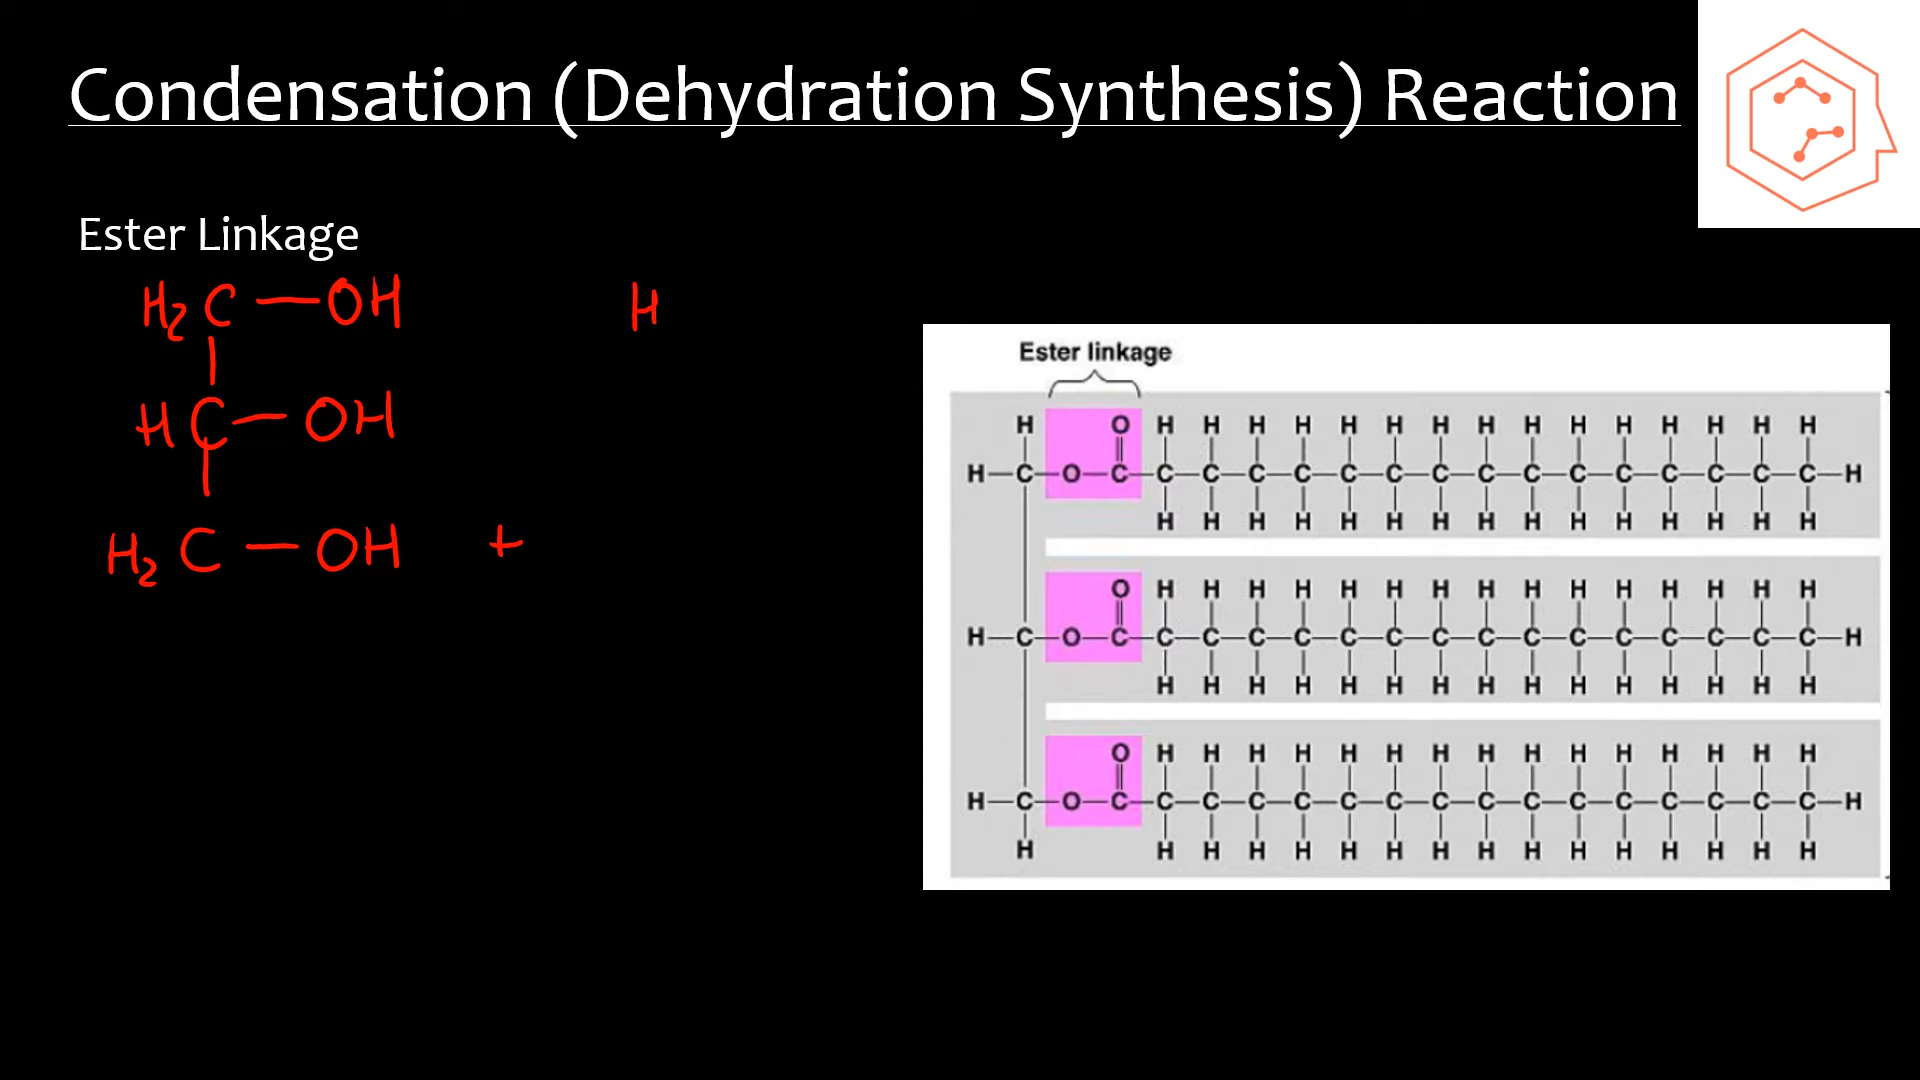 Condensation (Dehydration Synthesis) Reaction
Ester Linkage
H₂C — OH H
HC — OH
H₂C — OH +
Ester linkage
H O H H H H H H H H H H H H H H H
H—C—O—C—C—C—C—C—C—C—C—C—C—C—C—C—C—C—C—H
H H H H H H H H H H H H H H H
O H H H H H H H H H H H H H H H
H—C—O—C—C—C—C—C—C—C—C—C—C—C—C—C—C—C—C—H
H H H H H H H H H H H H H H H
O H H H H H H H H H H H H H H H
H—C—O—C—C—C—C—C—C—C—C—C—C—C—C—C—C—C—C—H
H H H H H H H H H H H H H H H H